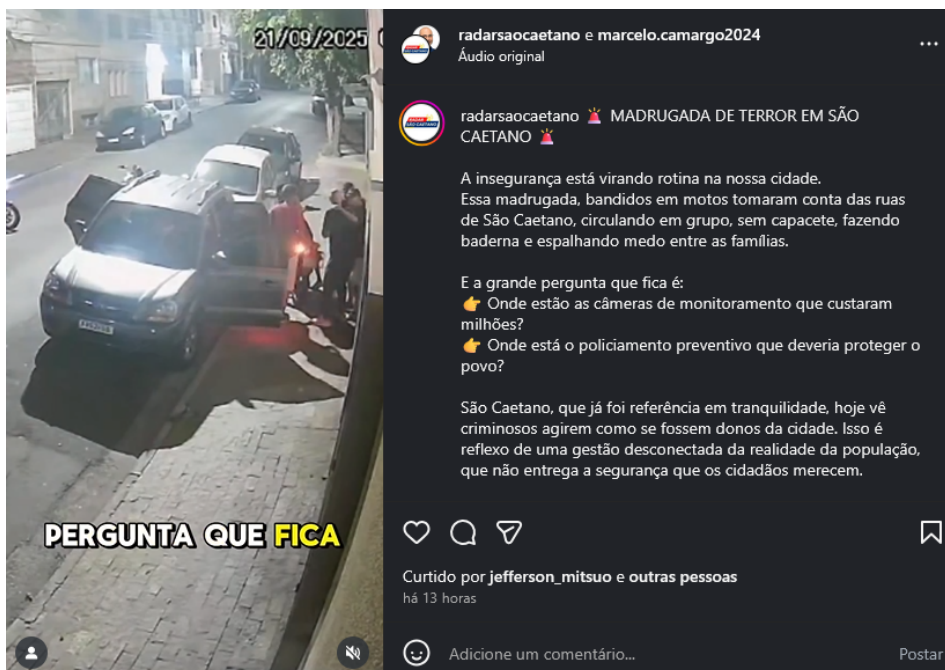 21/09/2025
PERGUNTA QUE FICA
radarsaocaetano e marcelo.camargo2024
Áudio original
radarsaocaetano 🚨 MADRUGADA DE TERROR EM SÃO
CAETANO 🚨
A insegurança está virando rotina na nossa cidade.
Essa madrugada, bandidos em motos tomaram conta das ruas
de São Caetano, circulando em grupo, sem capacete, fazendo
baderna e espalhando medo entre as famílias.
E a grande pergunta que fica é:
👉 Onde estão as câmeras de monitoramento que custaram
milhões?
👉 Onde está o policiamento preventivo que deveria proteger o
povo?
São Caetano, que já foi referência em tranquilidade, hoje vê
criminosos agirem como se fossem donos da cidade. Isso é
reflexo de uma gestão desconectada da realidade da população,
que não entrega a segurança que os cidadãos merecem.
Curtido por jefferson_mitsuo e outras pessoas
há 13 horas
Adicione um comentário...
Postar